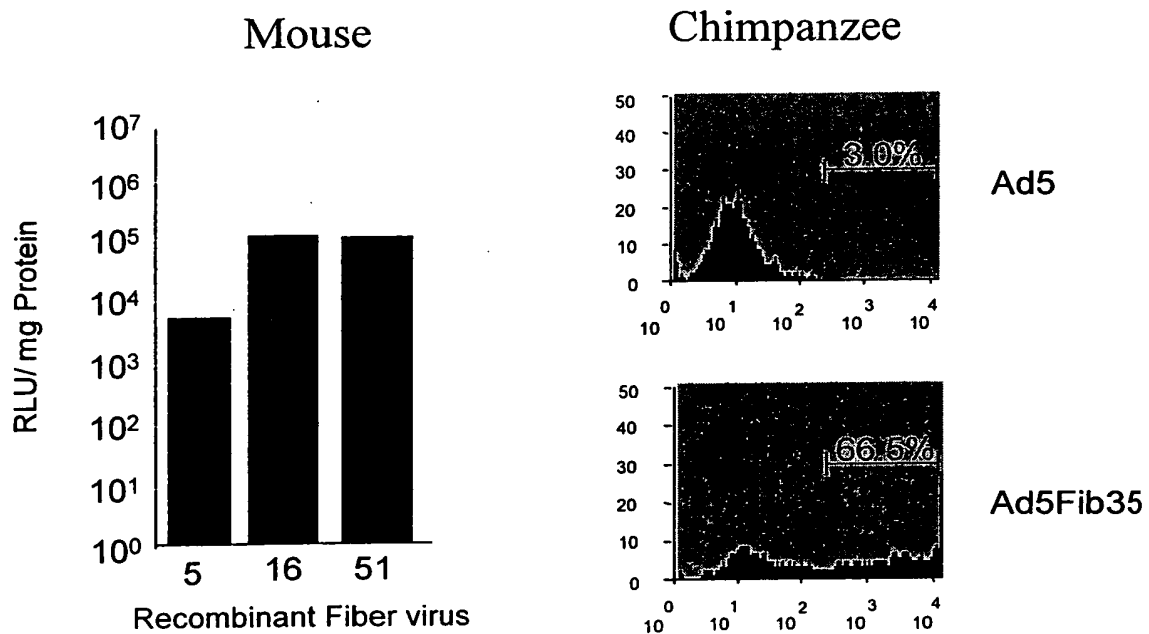 Mouse
RLU/ mg Protein
10⁷
10⁶
10⁵
10⁴
10³
10²
10¹
10⁰
5 16 51
Recombinant Fiber virus
Chimpanzee
50
40
30
20
10
0
3.0%
10⁰ 10¹ 10² 10³ 10⁴
Ad5
50
40
30
20
10
0
66.5%
10⁰ 10¹ 10² 10³ 10⁴
Ad5Fib35